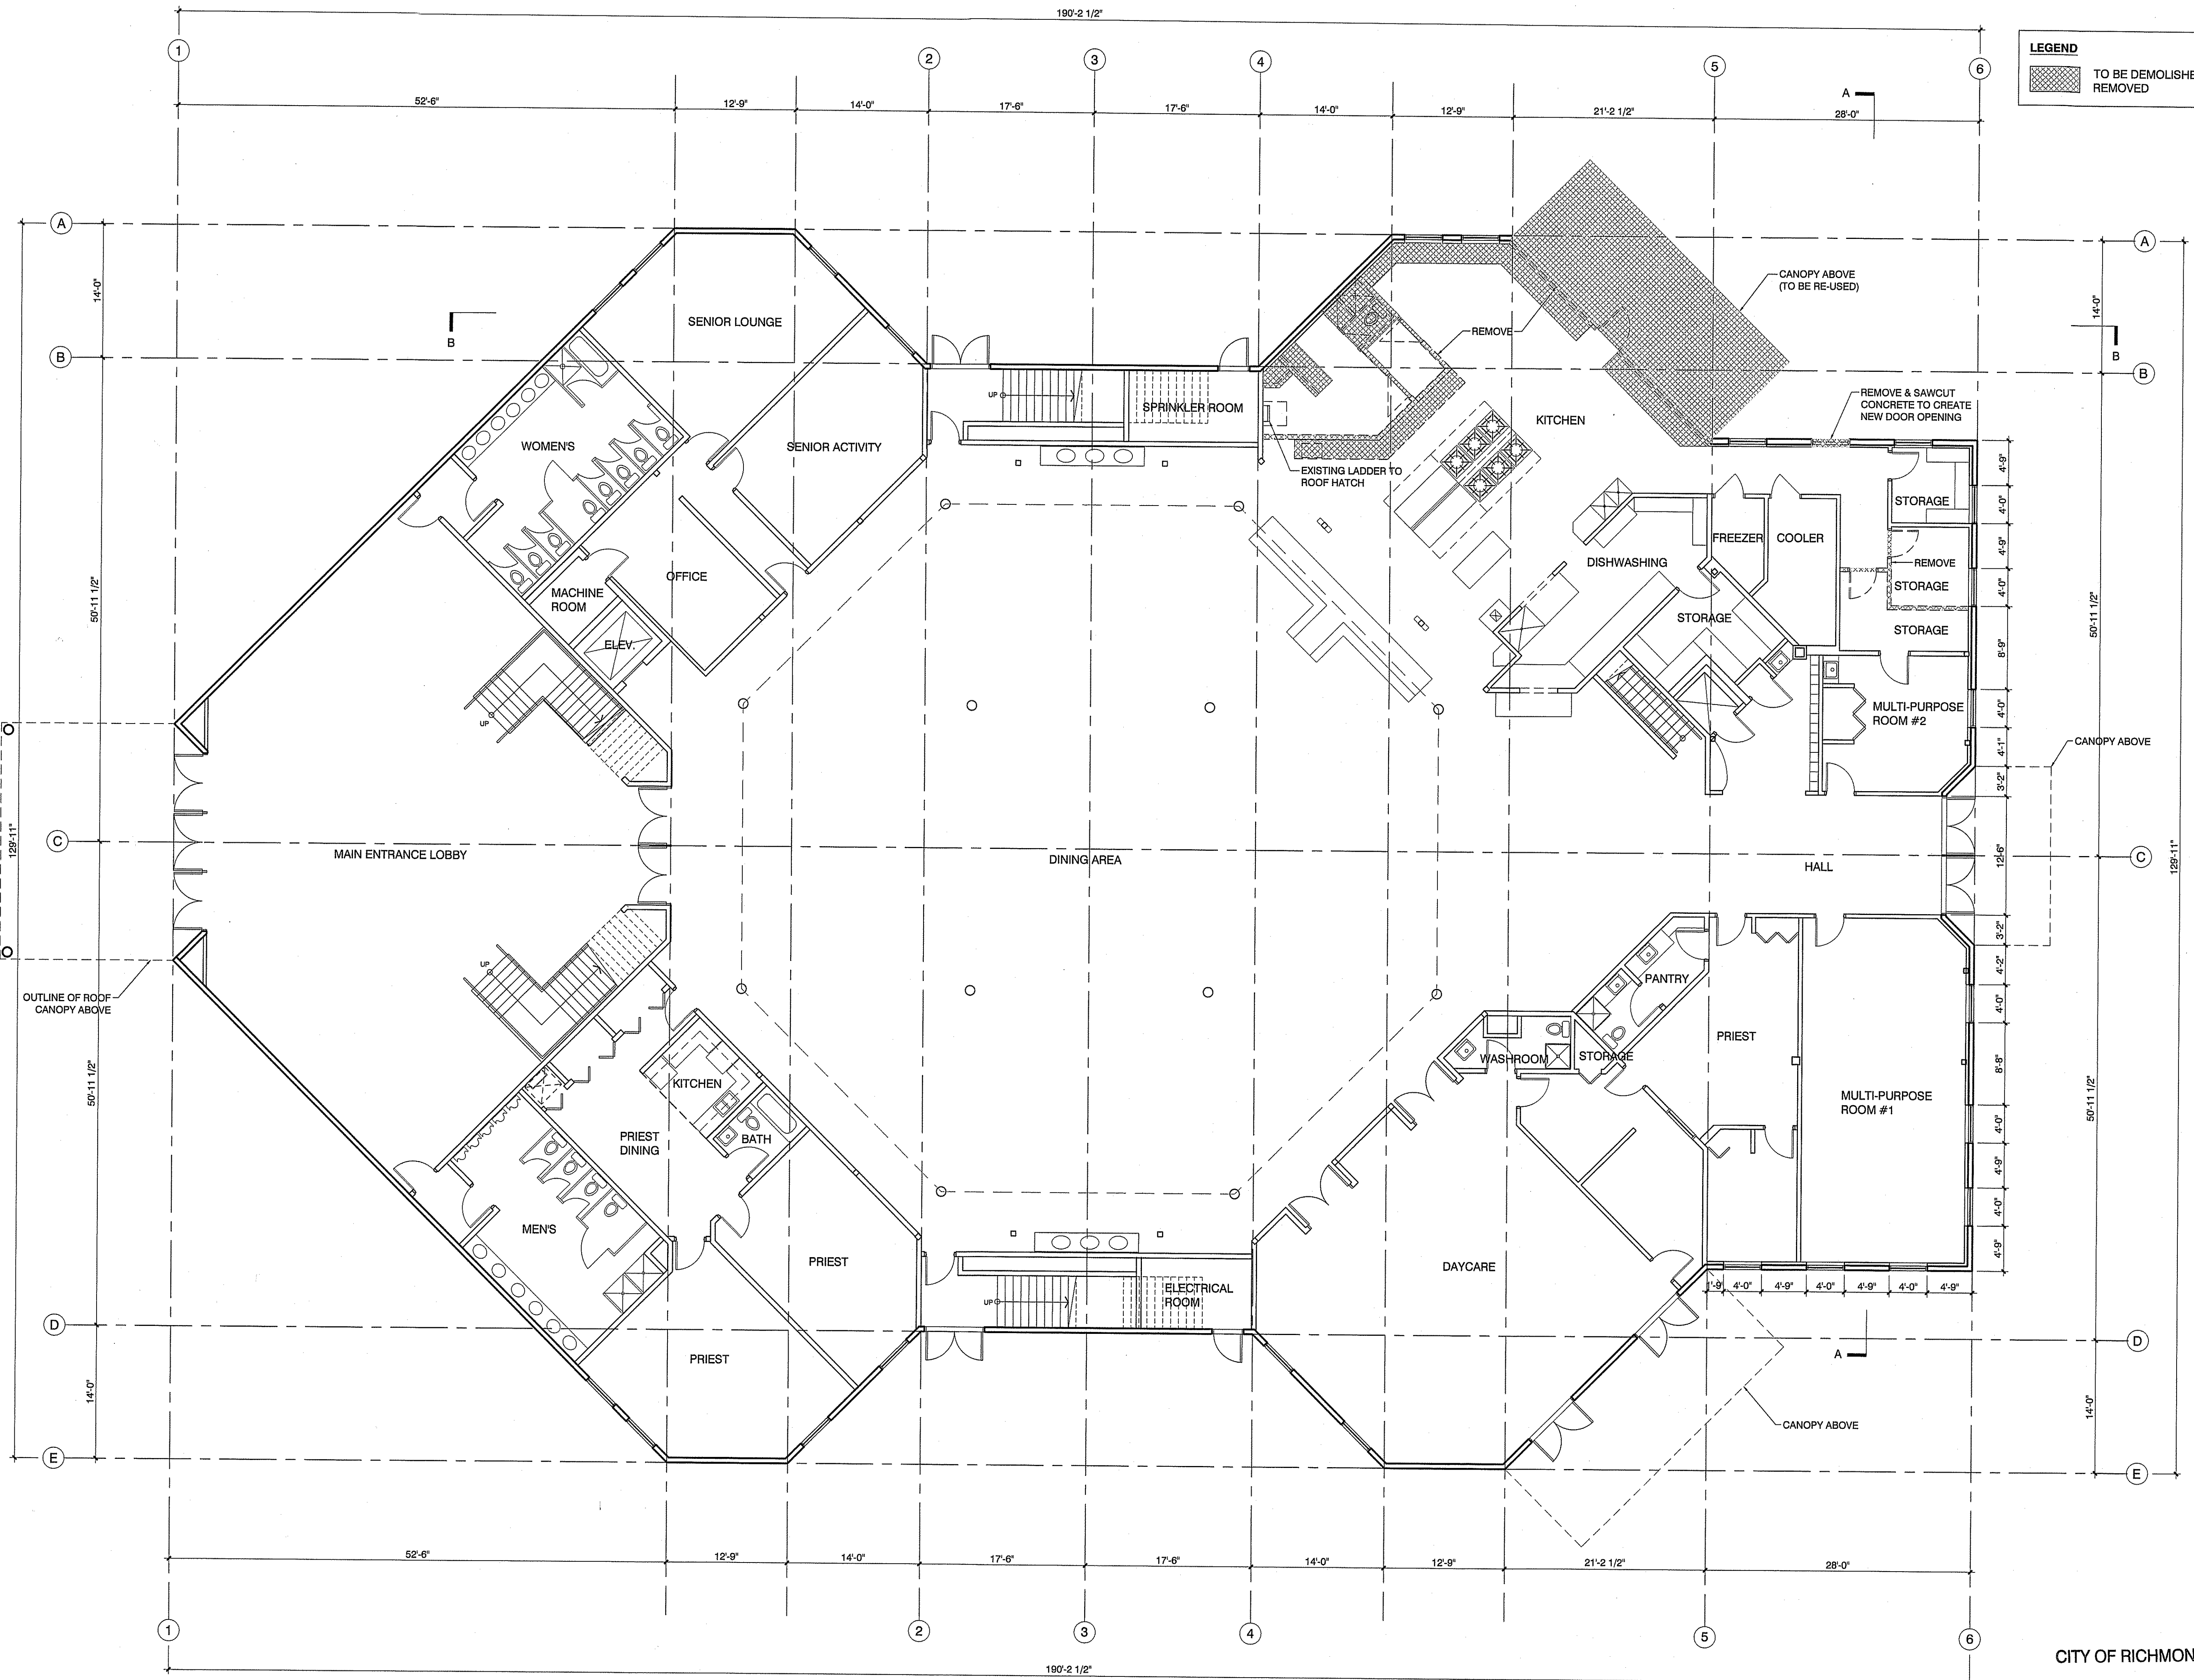 190'-2 1/2"
1
2
3
4
5
6
LEGEND
TO BE DEMOLISHE
REMOVED
52'-6"
12'-9"
14'-0"
17'-6"
17'-6"
14'-0"
12'-9"
21'-2 1/2"
28'-0"
A
A
A
14'-0"
14'-0"
CANOPY ABOVE
(TO BE RE-USED)
SENIOR LOUNGE
B
REMOVE
B
B
B
UP
SPRINKLER ROOM
REMOVE & SAWCUT
CONCRETE TO CREATE
NEW DOOR OPENING
KITCHEN
WOMEN'S
SENIOR ACTIVITY
EXISTING LADDER TO
ROOF HATCH
4'-9"
4'-0"
4'-9"
4'-0"
8'-9"
4'-0"
4'-1"
3'-2"
12'-6"
3'-2"
4'-2"
4'-0"
8'-8"
4'-0"
4'-9"
4'-0"
4'-9"
STORAGE
FREEZER
COOLER
DISHWASHING
REMOVE
STORAGE
STORAGE
STORAGE
OFFICE
MACHINE
ROOM
ELEV.
UP
50'-11 1/2"
50'-11 1/2"
MULTI-PURPOSE
ROOM #2
CANOPY ABOVE
129'-11"
129'-11"
C
C
MAIN ENTRANCE LOBBY
DINING AREA
HALL
UP
OUTLINE OF ROOF
CANOPY ABOVE
PANTRY
PRIEST
WASHROOM
STORAGE
50'-11 1/2"
50'-11 1/2"
KITCHEN
BATH
PRIEST
DINING
MULTI-PURPOSE
ROOM #1
MEN'S
PRIEST
DAYCARE
ELECTRICAL
ROOM
UP
1'-9"
4'-0"
4'-9"
4'-0"
4'-9"
4'-0"
4'-9"
D
D
PRIEST
A
14'-0"
14'-0"
CANOPY ABOVE
E
E
52'-6"
12'-9"
14'-0"
17'-6"
17'-6"
14'-0"
12'-9"
21'-2 1/2"
28'-0"
1
2
3
4
5
6
CITY OF RICHMON
190'-2 1/2"